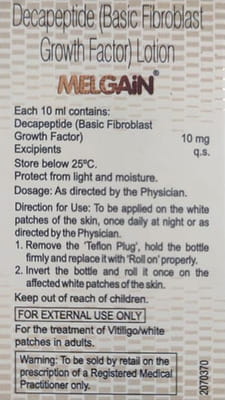 Decapeptide (Basic Fibroblast
Growth Factor) Lotion
MELGAiN®
Each 10 ml contains:
Decapeptide (Basic Fibroblast
Growth Factor) 10 mg
Excipients q.s.
Store below 25ºC.
Protect from light and moisture.
Dosage: As directed by the Physician.
Direction for Use: To be applied on the white
patches of the skin, once daily at night or as
directed by the Physician.
1. Remove the 'Teflon Plug', hold the bottle
firmly and replace it with 'Roll on' properly.
2. Invert the bottle and roll it once on the
affected white patches of the skin.
Keep out of reach of children.
FOR EXTERNAL USE ONLY
For the treatment of Vitiligo/white
patches in adults.
Warning: To be sold by retail on the
prescription of a Registered Medical
Practitioner only.
2070370